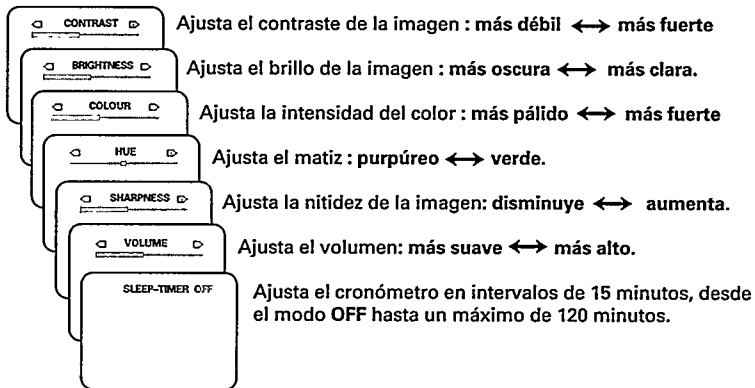 CONTRAST Ajusta el contraste de la imagen : más débil ↔ más fuerte
BRIGHTNESS Ajusta el brillo de la imagen : más oscura ↔ más clara.
COLOUR Ajusta la intensidad del color : más pálido ↔ más fuerte
HUE Ajusta el matiz : purpúreo ↔ verde.
SHARPNESS Ajusta la nitidez de la imagen: disminuye ↔ aumenta.
VOLUME Ajusta el volumen: más suave ↔ más alto.
SLEEP-TIMER OFF Ajusta el cronómetro en intervalos de 15 minutos, desde
el modo OFF hasta un máximo de 120 minutos.